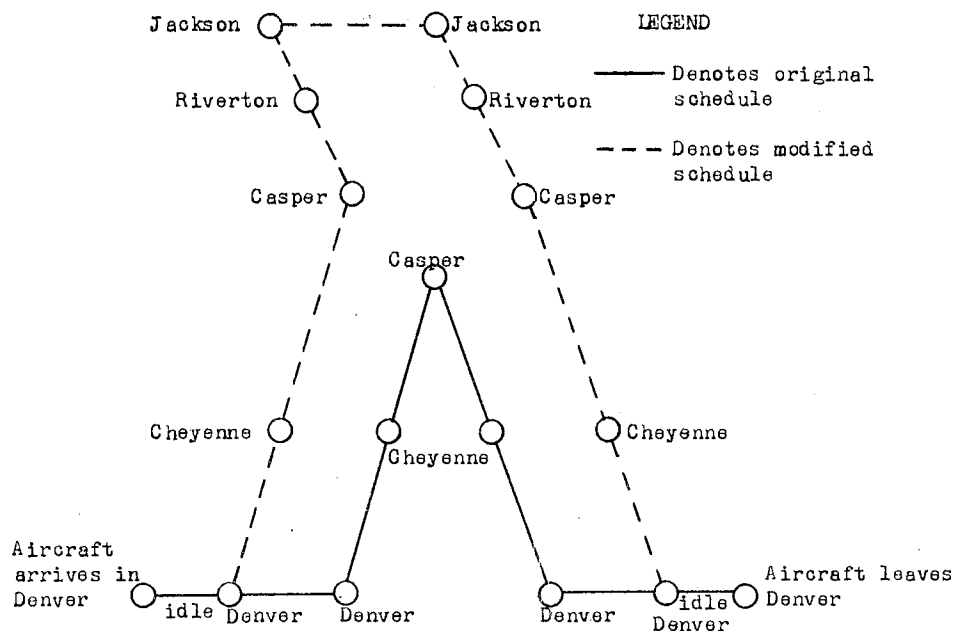 Jackson
Jackson
LEGEND
Denotes original
schedule
Riverton
Riverton
Denotes modified
schedule
Casper
Casper
Casper
Cheyenne
Cheyenne
Cheyenne
Aircraft
arrives in
Denver
idle
Denver
Denver
Denver
idle
Denver
Aircraft leaves
Denver